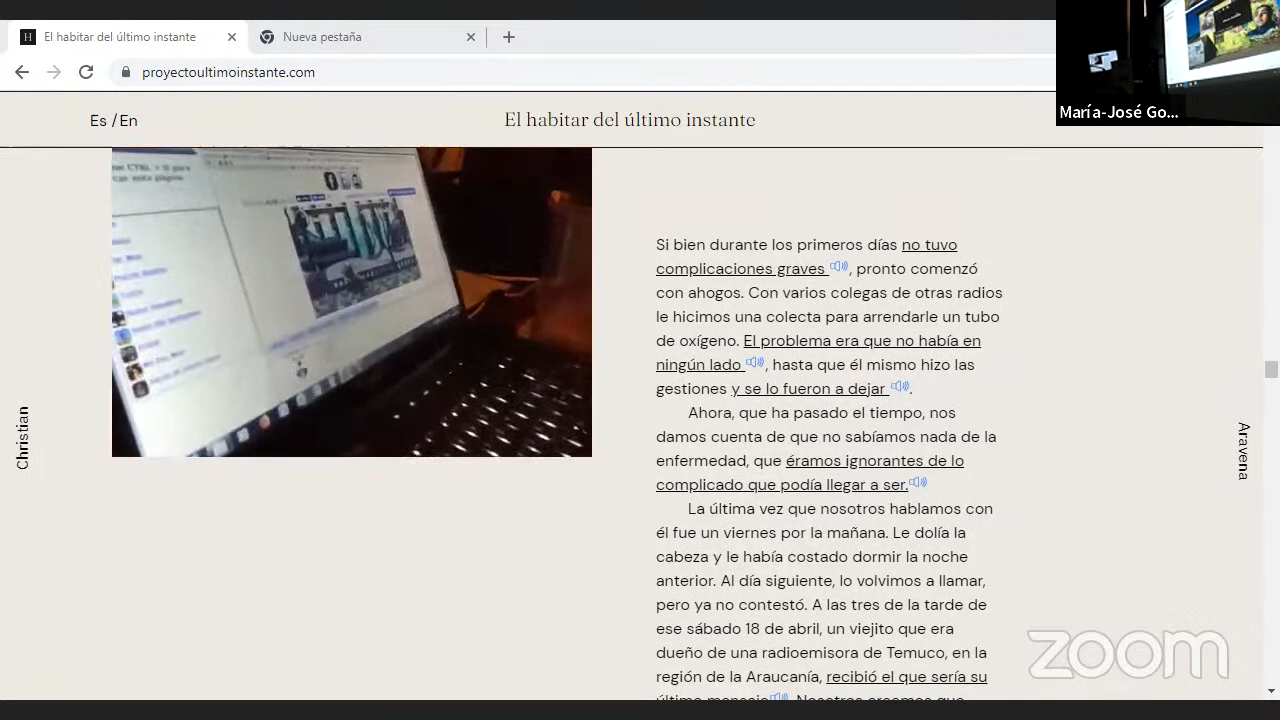 El habitar del último instante
Nueva pestaña
proyectoultimoinstante.com
María-José Go...
Es /En
El habitar del último instante
Christian
Si bien durante los primeros días no tuvo
complicaciones graves, pronto comenzó
con ahogos. Con varios colegas de otras radios
le hicimos una colecta para arrendarle un tubo
de oxígeno. El problema era que no había en
ningún lado, hasta que él mismo hizo las
gestiones y se lo fueron a dejar.
Ahora, que ha pasado el tiempo, nos
damos cuenta de que no sabíamos nada de la
enfermedad, que éramos ignorantes de lo
complicado que podía llegar a ser.
La última vez que nosotros hablamos con
él fue un viernes por la mañana. Le dolía la
cabeza y le había costado dormir la noche
anterior. Al día siguiente, lo volvimos a llamar,
pero ya no contestó. A las tres de la tarde de
ese sábado 18 de abril, un viejito que era
dueño de una radioemisora de Temuco, en la
región de la Araucanía, recibió el que sería su
último mensaje. Nosotros creemos que
Aravena
zoom